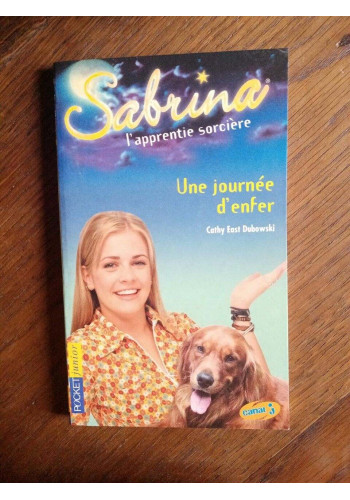 Sabrina
l'apprentie sorcière
Une journée
d'enfer
Cathy East Dubowski
POCKET junior
canal J